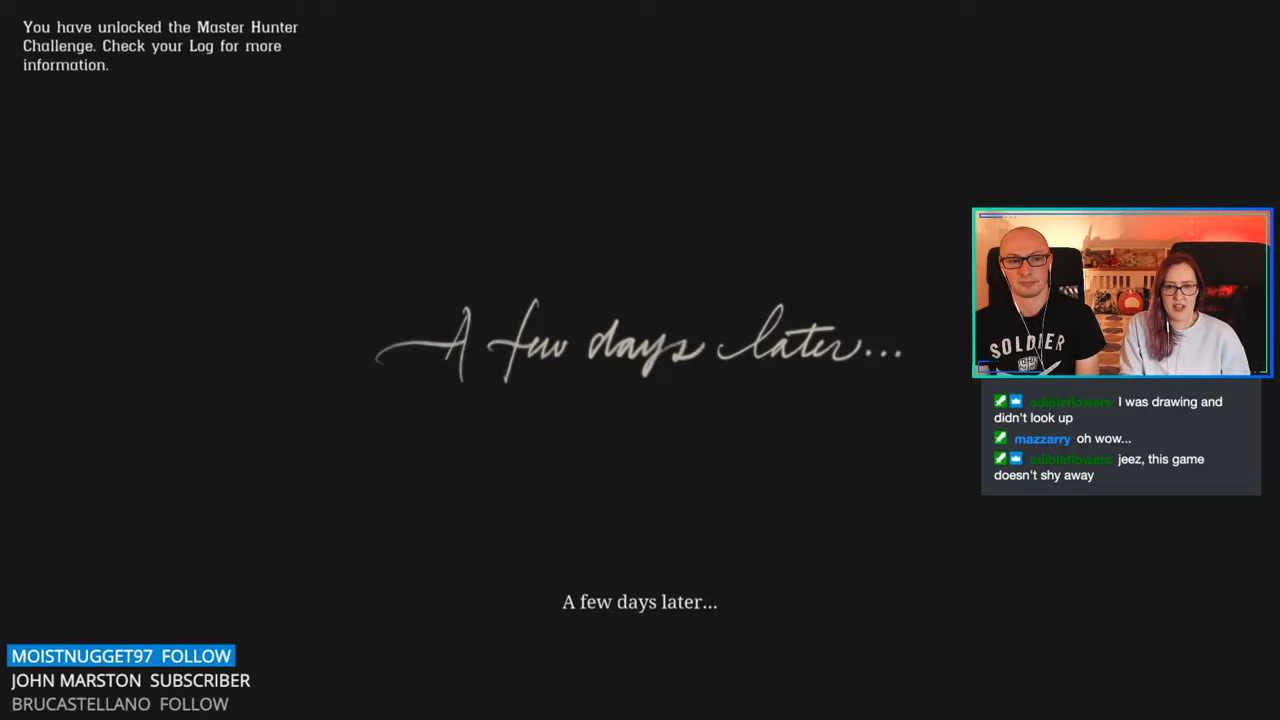 You have unlocked the Master Hunter
Challenge. Check your Log for more
information.
A few days later...
SOLDIER
edibleflowers I was drawing and
didn't look up
mazzarry oh wow...
edibleflowers jeez, this game
doesn't shy away
A few days later...
MOISTNUGGET97 FOLLOW
JOHN MARSTON SUBSCRIBER
BRUCASTELLANO FOLLOW